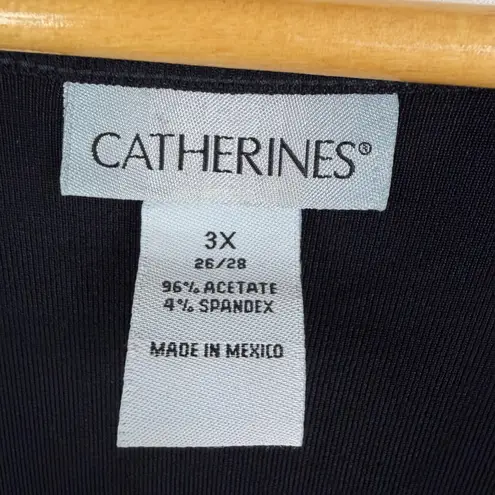 CATHERINES®
3X
26/28
96% ACETATE
4% SPANDEX
MADE IN MEXICO